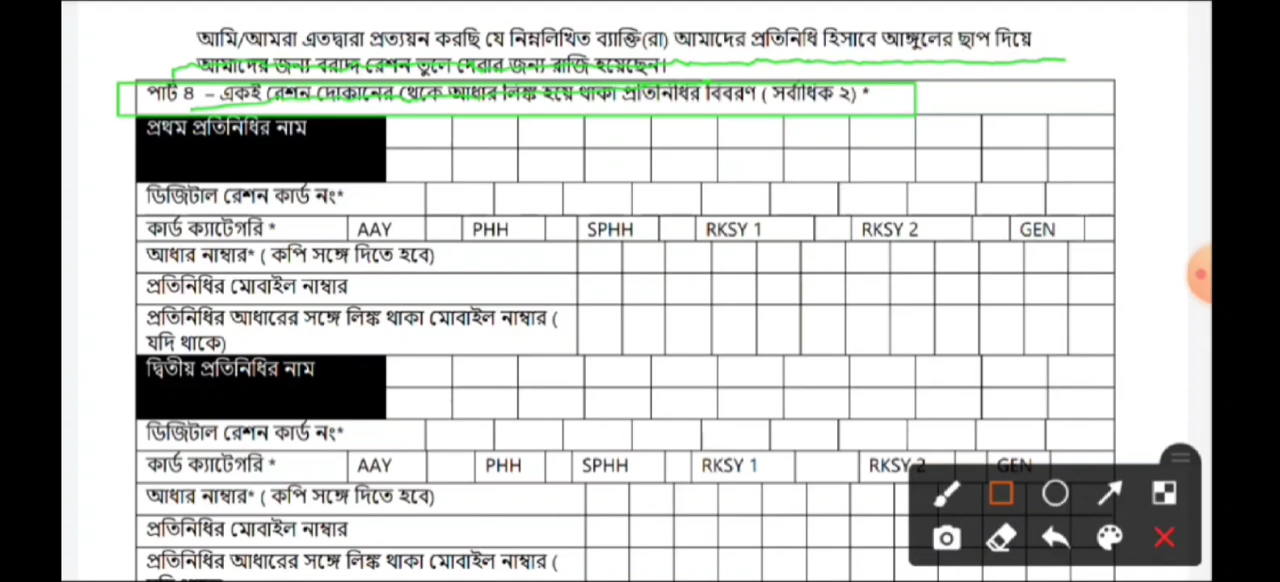 আমি/আমরা এতদ্বারা প্রত্যয়ন করছি যে নিম্নলিখিত ব্যাক্তি(রা) আমাদের প্রতিনিধি হিসাবে আঙ্গুলের ছাপ দিয়ে
আমাদের জন্য বরাদ্দ রেশন তুলে দেবার জন্য রাজি হয়েছেন।
পার্ট ৪ – একই রেশন দোকানের থেকে আধার লিঙ্ক হয়ে থাকা প্রতিনিধির বিবরণ ( সর্বাধিক ২) *
প্রথম প্রতিনিধির নাম
ডিজিটাল রেশন কার্ড নং*
কার্ড ক্যাটেগরি * AAY PHH SPHH RKSY 1 RKSY 2 GEN
আধার নাম্বার* ( কপি সঙ্গে দিতে হবে)
প্রতিনিধির মোবাইল নাম্বার
প্রতিনিধির আধারের সঙ্গে লিঙ্ক থাকা মোবাইল নাম্বার (
যদি থাকে)
দ্বিতীয় প্রতিনিধির নাম
ডিজিটাল রেশন কার্ড নং*
কার্ড ক্যাটেগরি * AAY PHH SPHH RKSY 1 RKSY 2 GEN
আধার নাম্বার* ( কপি সঙ্গে দিতে হবে)
প্রতিনিধির মোবাইল নাম্বার
প্রতিনিধির আধারের সঙ্গে লিঙ্ক থাকা মোবাইল নাম্বার (